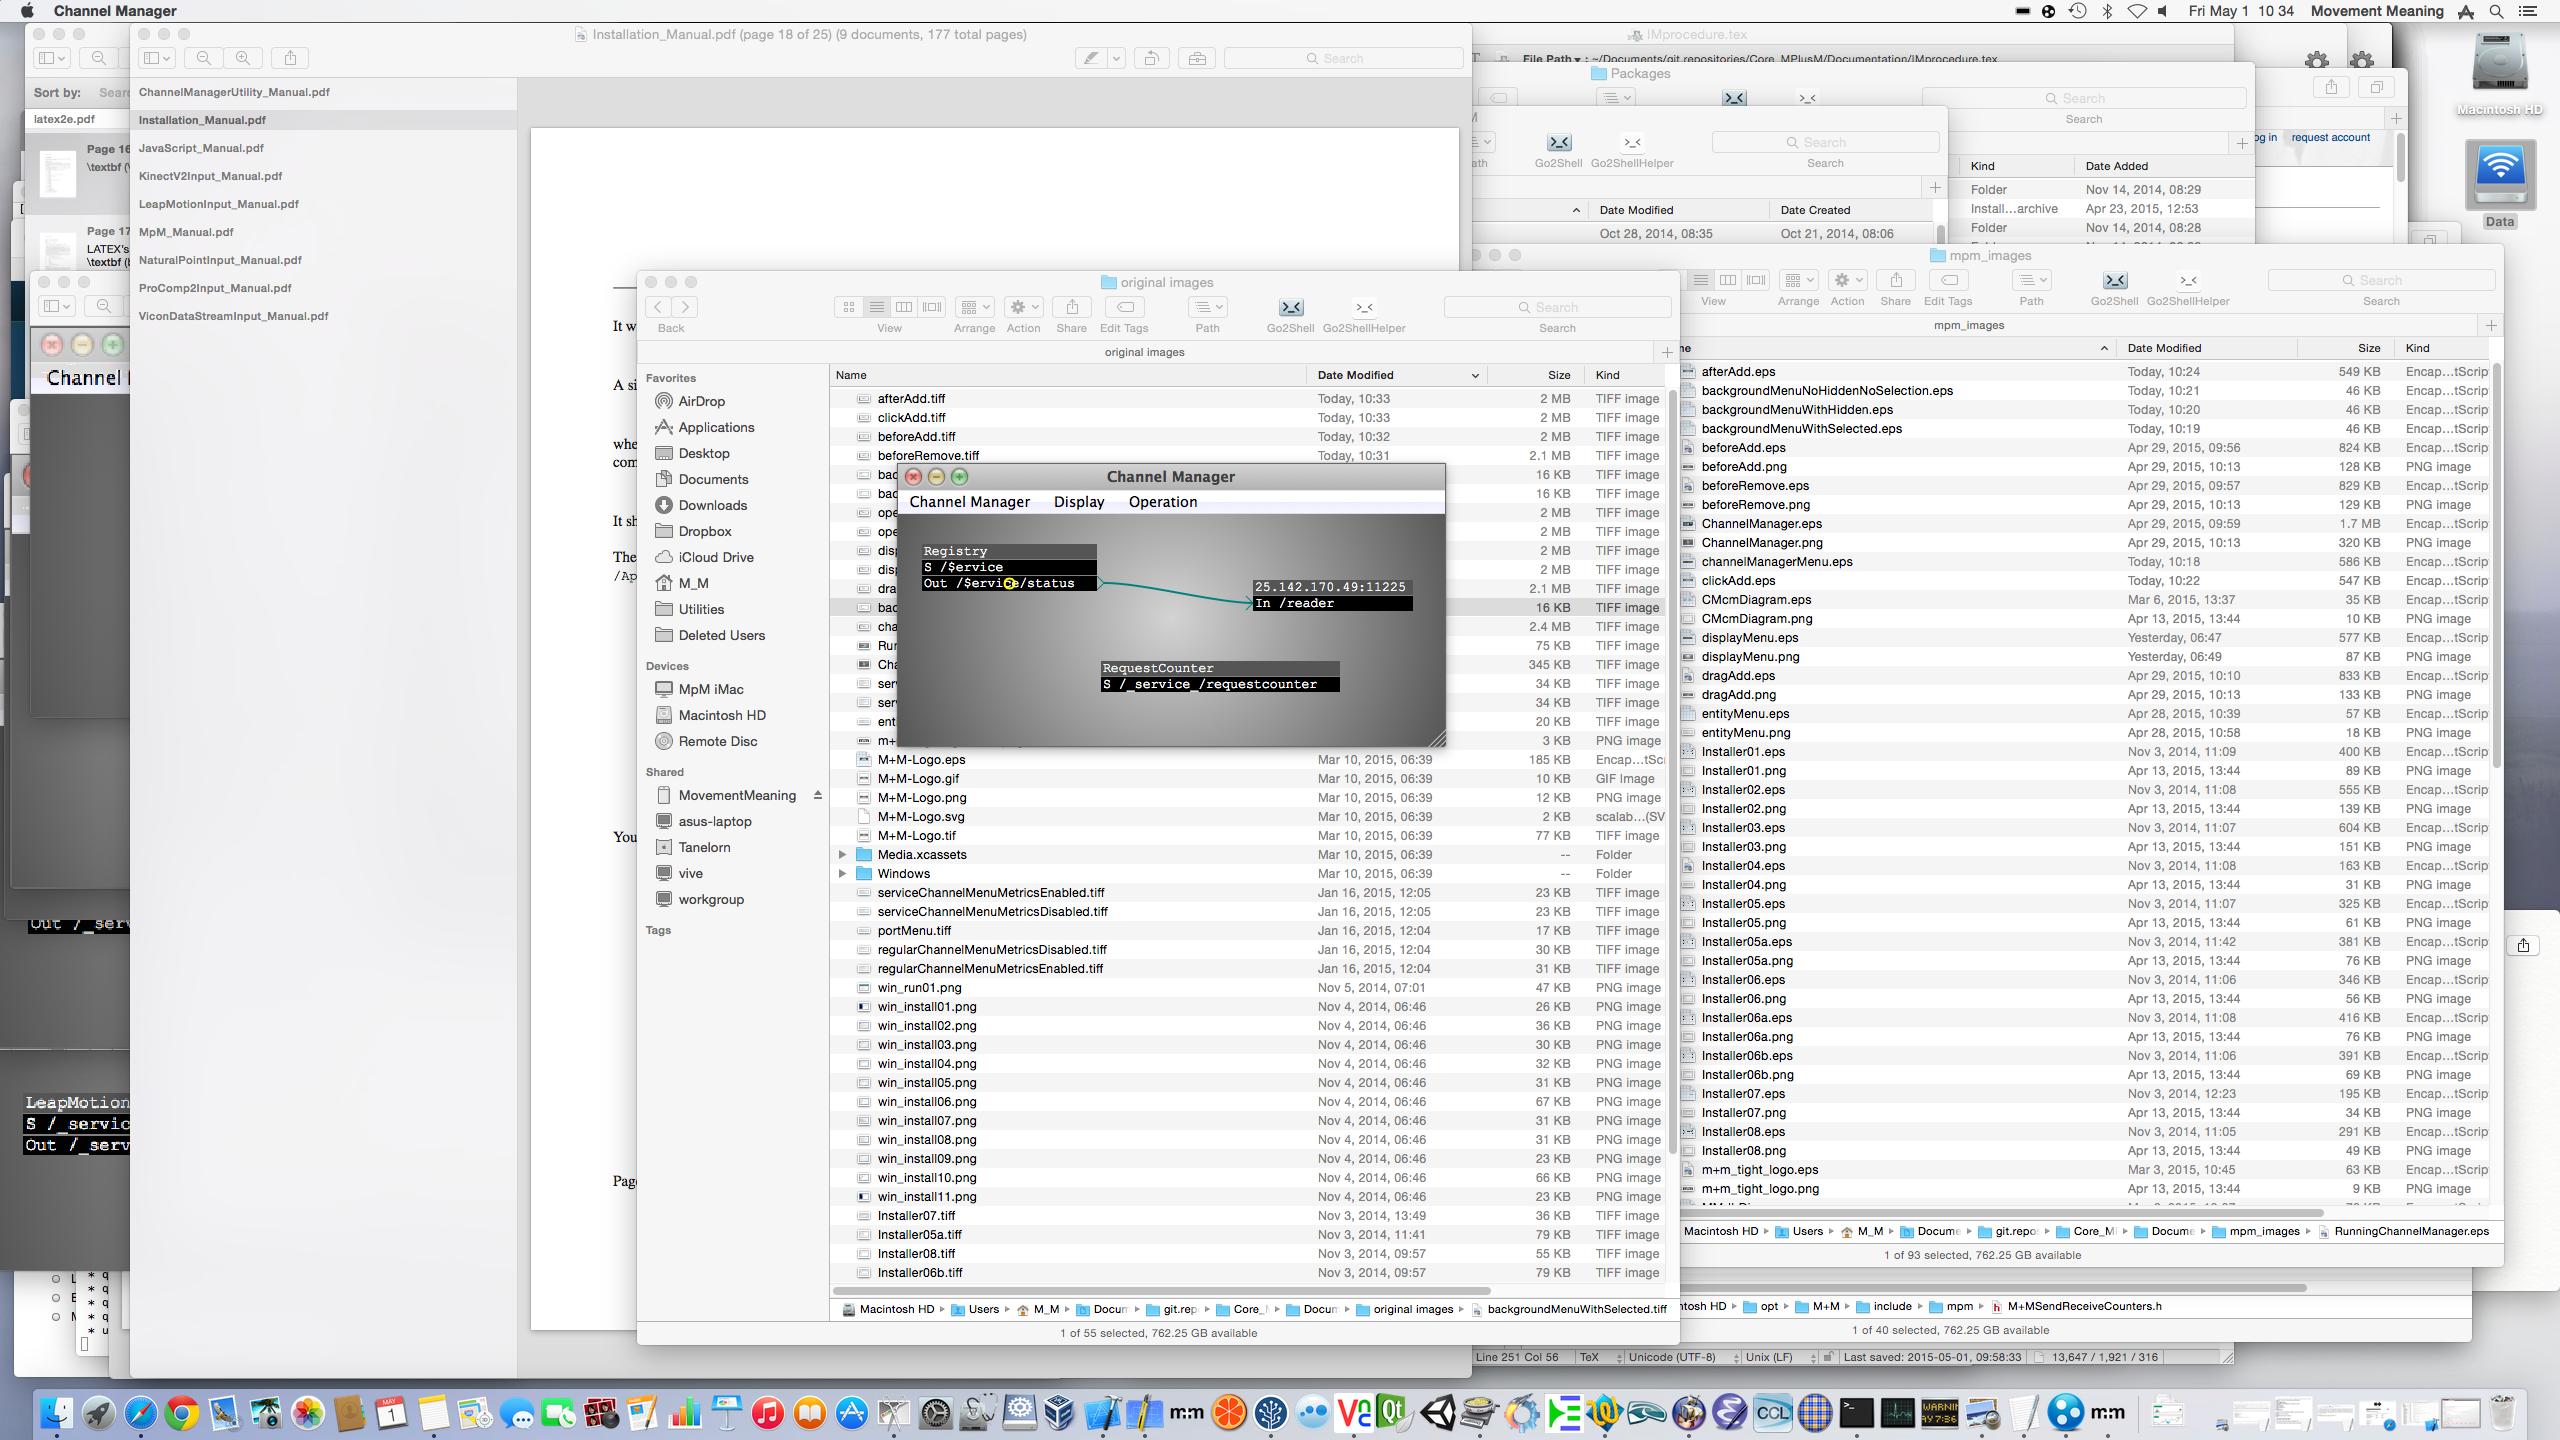 Channel Manager
Fri May 1 10 34 Movement Meaning
Installation_Manual.pdf (page 18 of 25) (9 documents, 177 total pages)
Search
Sort by:
latex2e.pdf
Page 16
\textbf (\
Page 17
LATEX's
\textbf (b
ChannelManagerUtility_Manual.pdf
Installation_Manual.pdf
JavaScript_Manual.pdf
KinectV2Input_Manual.pdf
LeapMotionInput_Manual.pdf
MpM_Manual.pdf
NaturalPointInput_Manual.pdf
ProComp2Input_Manual.pdf
ViconDataStreamInput_Manual.pdf
IMprocedure.tex
File Path : ~/Documents/git.repositories/Core_MPlusM/Documentation/IMprocedure.tex
Packages
Search
Search
Go2Shell Go2ShellHelper Search
request account
Kind Date Added
Folder Nov 14, 2014, 08:29
Install...archive Apr 23, 2015, 12:53
Folder Nov 14, 2014, 08:28
Date Modified Date Created
Oct 28, 2014, 08:35 Oct 21, 2014, 08:06
Macintosh HD
Data
original images
Search
Back View Arrange Action Share Edit Tags Path Go2Shell Go2ShellHelper Search
original images
Favorites
AirDrop
Applications
Desktop
Documents
Downloads
Dropbox
iCloud Drive
M_M
Utilities
Deleted Users
Devices
MpM iMac
Macintosh HD
Remote Disc
Shared
MovementMeaning
asus-laptop
Tanelorn
vive
workgroup
Tags
Name Date Modified Size Kind
afterAdd.tiff Today, 10:33 2 MB TIFF image
clickAdd.tiff Today, 10:33 2 MB TIFF image
beforeAdd.tiff Today, 10:32 2 MB TIFF image
beforeRemove.tiff Today, 10:31 2.1 MB TIFF image
16 KB TIFF image
16 KB TIFF image
2 MB TIFF image
2 MB TIFF image
2 MB TIFF image
2 MB TIFF image
2.1 MB TIFF image
16 KB TIFF image
2.4 MB TIFF image
75 KB TIFF image
345 KB TIFF image
34 KB TIFF image
34 KB TIFF image
20 KB TIFF image
3 KB PNG image
M+M-Logo.eps Mar 10, 2015, 06:39 185 KB Encap...tScri
M+M-Logo.gif Mar 10, 2015, 06:39 10 KB GIF Image
M+M-Logo.png Mar 10, 2015, 06:39 12 KB PNG image
M+M-Logo.svg Mar 10, 2015, 06:39 2 KB scalab...(SV
M+M-Logo.tif Mar 10, 2015, 06:39 77 KB TIFF image
Media.xcassets Mar 10, 2015, 06:39 -- Folder
Windows Mar 10, 2015, 06:39 -- Folder
serviceChannelMenuMetricsEnabled.tiff Jan 16, 2015, 12:05 23 KB TIFF image
serviceChannelMenuMetricsDisabled.tiff Jan 16, 2015, 12:05 23 KB TIFF image
portMenu.tiff Jan 16, 2015, 12:04 17 KB TIFF image
regularChannelMenuMetricsDisabled.tiff Jan 16, 2015, 12:04 30 KB TIFF image
regularChannelMenuMetricsEnabled.tiff Jan 16, 2015, 12:04 31 KB TIFF image
win_run01.png Nov 5, 2014, 07:01 47 KB PNG image
win_install01.png Nov 4, 2014, 06:46 26 KB PNG image
win_install02.png Nov 4, 2014, 06:46 36 KB PNG image
win_install03.png Nov 4, 2014, 06:46 30 KB PNG image
win_install04.png Nov 4, 2014, 06:46 32 KB PNG image
win_install05.png Nov 4, 2014, 06:46 31 KB PNG image
win_install06.png Nov 4, 2014, 06:46 67 KB PNG image
win_install07.png Nov 4, 2014, 06:46 31 KB PNG image
win_install08.png Nov 4, 2014, 06:46 31 KB PNG image
win_install09.png Nov 4, 2014, 06:46 23 KB PNG image
win_install10.png Nov 4, 2014, 06:46 66 KB PNG image
win_install11.png Nov 4, 2014, 06:46 23 KB PNG image
Installer07.tiff Nov 3, 2014, 13:49 36 KB TIFF image
Installer05a.tiff Nov 3, 2014, 11:41 79 KB TIFF image
Installer08.tiff Nov 3, 2014, 09:57 55 KB TIFF image
Installer06b.tiff Nov 3, 2014, 09:57 79 KB TIFF image
Macintosh HD Users M_M Docum git.rep Core_M Docum original images backgroundMenuWithSelected.tiff
1 of 55 selected, 762.25 GB available
Channel Manager
Channel Manager Display Operation
Registry
S /$ervice
Out /$ervice/status
25.142.170.49:11225
In /reader
RequestCounter
S /_service_/requestcounter
mpm_images
Search
View Arrange Action Share Edit Tags Path Go2Shell Go2ShellHelper Search
mpm_images
Date Modified Size Kind
afterAdd.eps Today, 10:24 549 KB Encap...tScrip
backgroundMenuNoHiddenNoSelection.eps Today, 10:21 46 KB Encap...tScrip
backgroundMenuWithHidden.eps Today, 10:20 46 KB Encap...tScrip
backgroundMenuWithSelected.eps Today, 10:19 46 KB Encap...tScrip
beforeAdd.eps Apr 29, 2015, 09:56 824 KB Encap...tScrip
beforeAdd.png Apr 29, 2015, 10:13 128 KB PNG image
beforeRemove.eps Apr 29, 2015, 09:57 829 KB Encap...tScrip
beforeRemove.png Apr 29, 2015, 10:13 129 KB PNG image
ChannelManager.eps Apr 29, 2015, 09:59 1.7 MB Encap...tScrip
ChannelManager.png Apr 29, 2015, 10:13 320 KB PNG image
channelManagerMenu.eps Today, 10:18 586 KB Encap...tScrip
clickAdd.eps Today, 10:22 547 KB Encap...tScrip
CMcmDiagram.eps Mar 6, 2015, 13:37 35 KB Encap...tScrip
CMcmDiagram.png Apr 13, 2015, 13:44 10 KB PNG image
displayMenu.eps Yesterday, 06:47 577 KB Encap...tScrip
displayMenu.png Yesterday, 06:49 87 KB PNG image
dragAdd.eps Apr 29, 2015, 10:10 833 KB Encap...tScrip
dragAdd.png Apr 29, 2015, 10:13 133 KB PNG image
entityMenu.eps Apr 28, 2015, 10:39 57 KB Encap...tScrip
entityMenu.png Apr 28, 2015, 10:58 18 KB PNG image
Installer01.eps Nov 3, 2014, 11:09 400 KB Encap...tScrip
Installer01.png Apr 13, 2015, 13:44 89 KB PNG image
Installer02.eps Nov 3, 2014, 11:08 555 KB Encap...tScrip
Installer02.png Apr 13, 2015, 13:44 139 KB PNG image
Installer03.eps Nov 3, 2014, 11:07 604 KB Encap...tScrip
Installer03.png Apr 13, 2015, 13:44 151 KB PNG image
Installer04.eps Nov 3, 2014, 11:08 163 KB Encap...tScrip
Installer04.png Apr 13, 2015, 13:44 31 KB PNG image
Installer05.eps Nov 3, 2014, 11:07 325 KB Encap...tScrip
Installer05.png Apr 13, 2015, 13:44 61 KB PNG image
Installer05a.eps Nov 3, 2014, 11:42 381 KB Encap...tScrip
Installer05a.png Apr 13, 2015, 13:44 76 KB PNG image
Installer06.eps Nov 3, 2014, 11:06 346 KB Encap...tScrip
Installer06.png Apr 13, 2015, 13:44 56 KB PNG image
Installer06a.eps Nov 3, 2014, 11:08 416 KB Encap...tScrip
Installer06a.png Apr 13, 2015, 13:44 76 KB PNG image
Installer06b.eps Nov 3, 2014, 11:06 391 KB Encap...tScrip
Installer06b.png Apr 13, 2015, 13:44 69 KB PNG image
Installer07.eps Nov 3, 2014, 12:23 195 KB Encap...tScrip
Installer07.png Apr 13, 2015, 13:44 34 KB PNG image
Installer08.eps Nov 3, 2014, 11:05 291 KB Encap...tScrip
Installer08.png Apr 13, 2015, 13:44 49 KB PNG image
m+m_tight_logo.eps Mar 3, 2015, 10:45 63 KB Encap...tScrip
m+m_tight_logo.png Apr 13, 2015, 13:44 9 KB PNG image
Macintosh HD Users M_M Docume git.repo Core_M Docume mpm_images RunningChannelManager.eps
1 of 93 selected, 762.25 GB available
ntosh HD opt M+M include mpm M+MSendReceiveCounters.h
1 of 40 selected, 762.25 GB available
Line 251 Col 56 TeX Unicode (UTF-8) Unix (LF) Last saved: 2015-05-01, 09:58:33 13,647 / 1,921 / 316
Channel
Out /_serv
LeapMotion
S /_servic
Out /_serv
It w
A si
whe
com
It sh
The
/Ap
You
Page